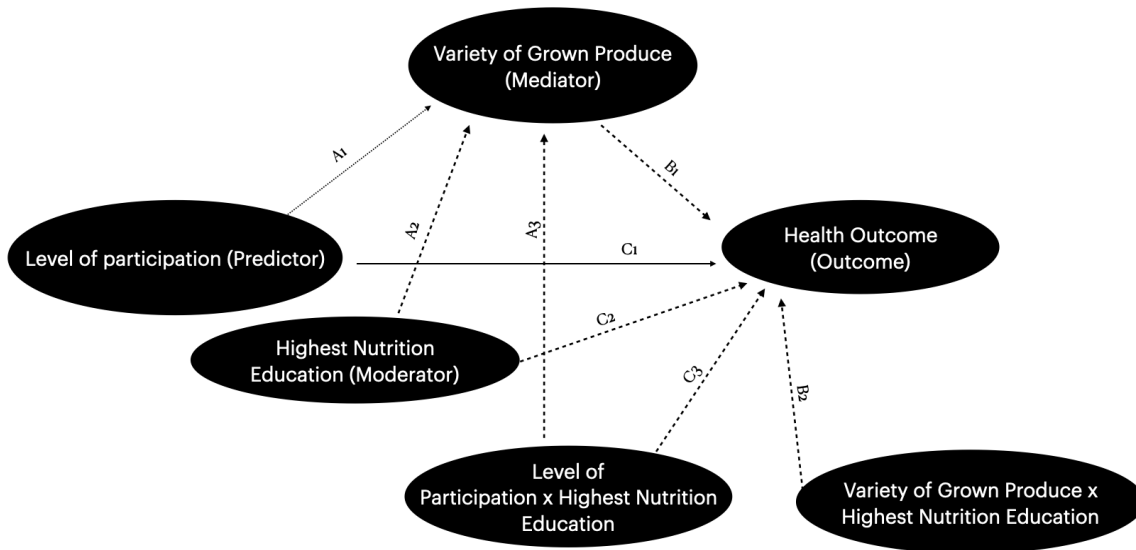 Variety of Grown Produce
(Mediator)
A1
A2
A3
B1
Level of participation (Predictor)
C1
Health Outcome
(Outcome)
Highest Nutrition
Education (Moderator)
C2
C3
B2
Level of
Participation x Highest Nutrition
Education
Variety of Grown Produce x
Highest Nutrition Education